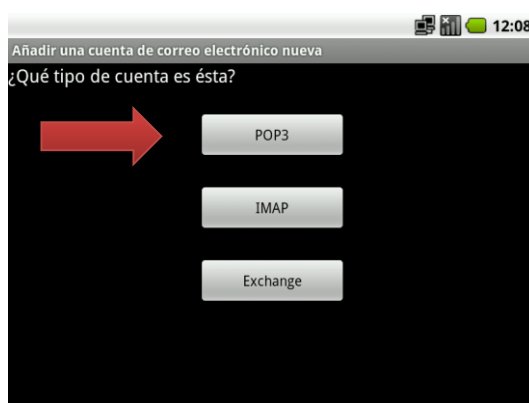 12:08
Añadir una cuenta de correo electrónico nueva
¿Qué tipo de cuenta es ésta?
POP3
IMAP
Exchange